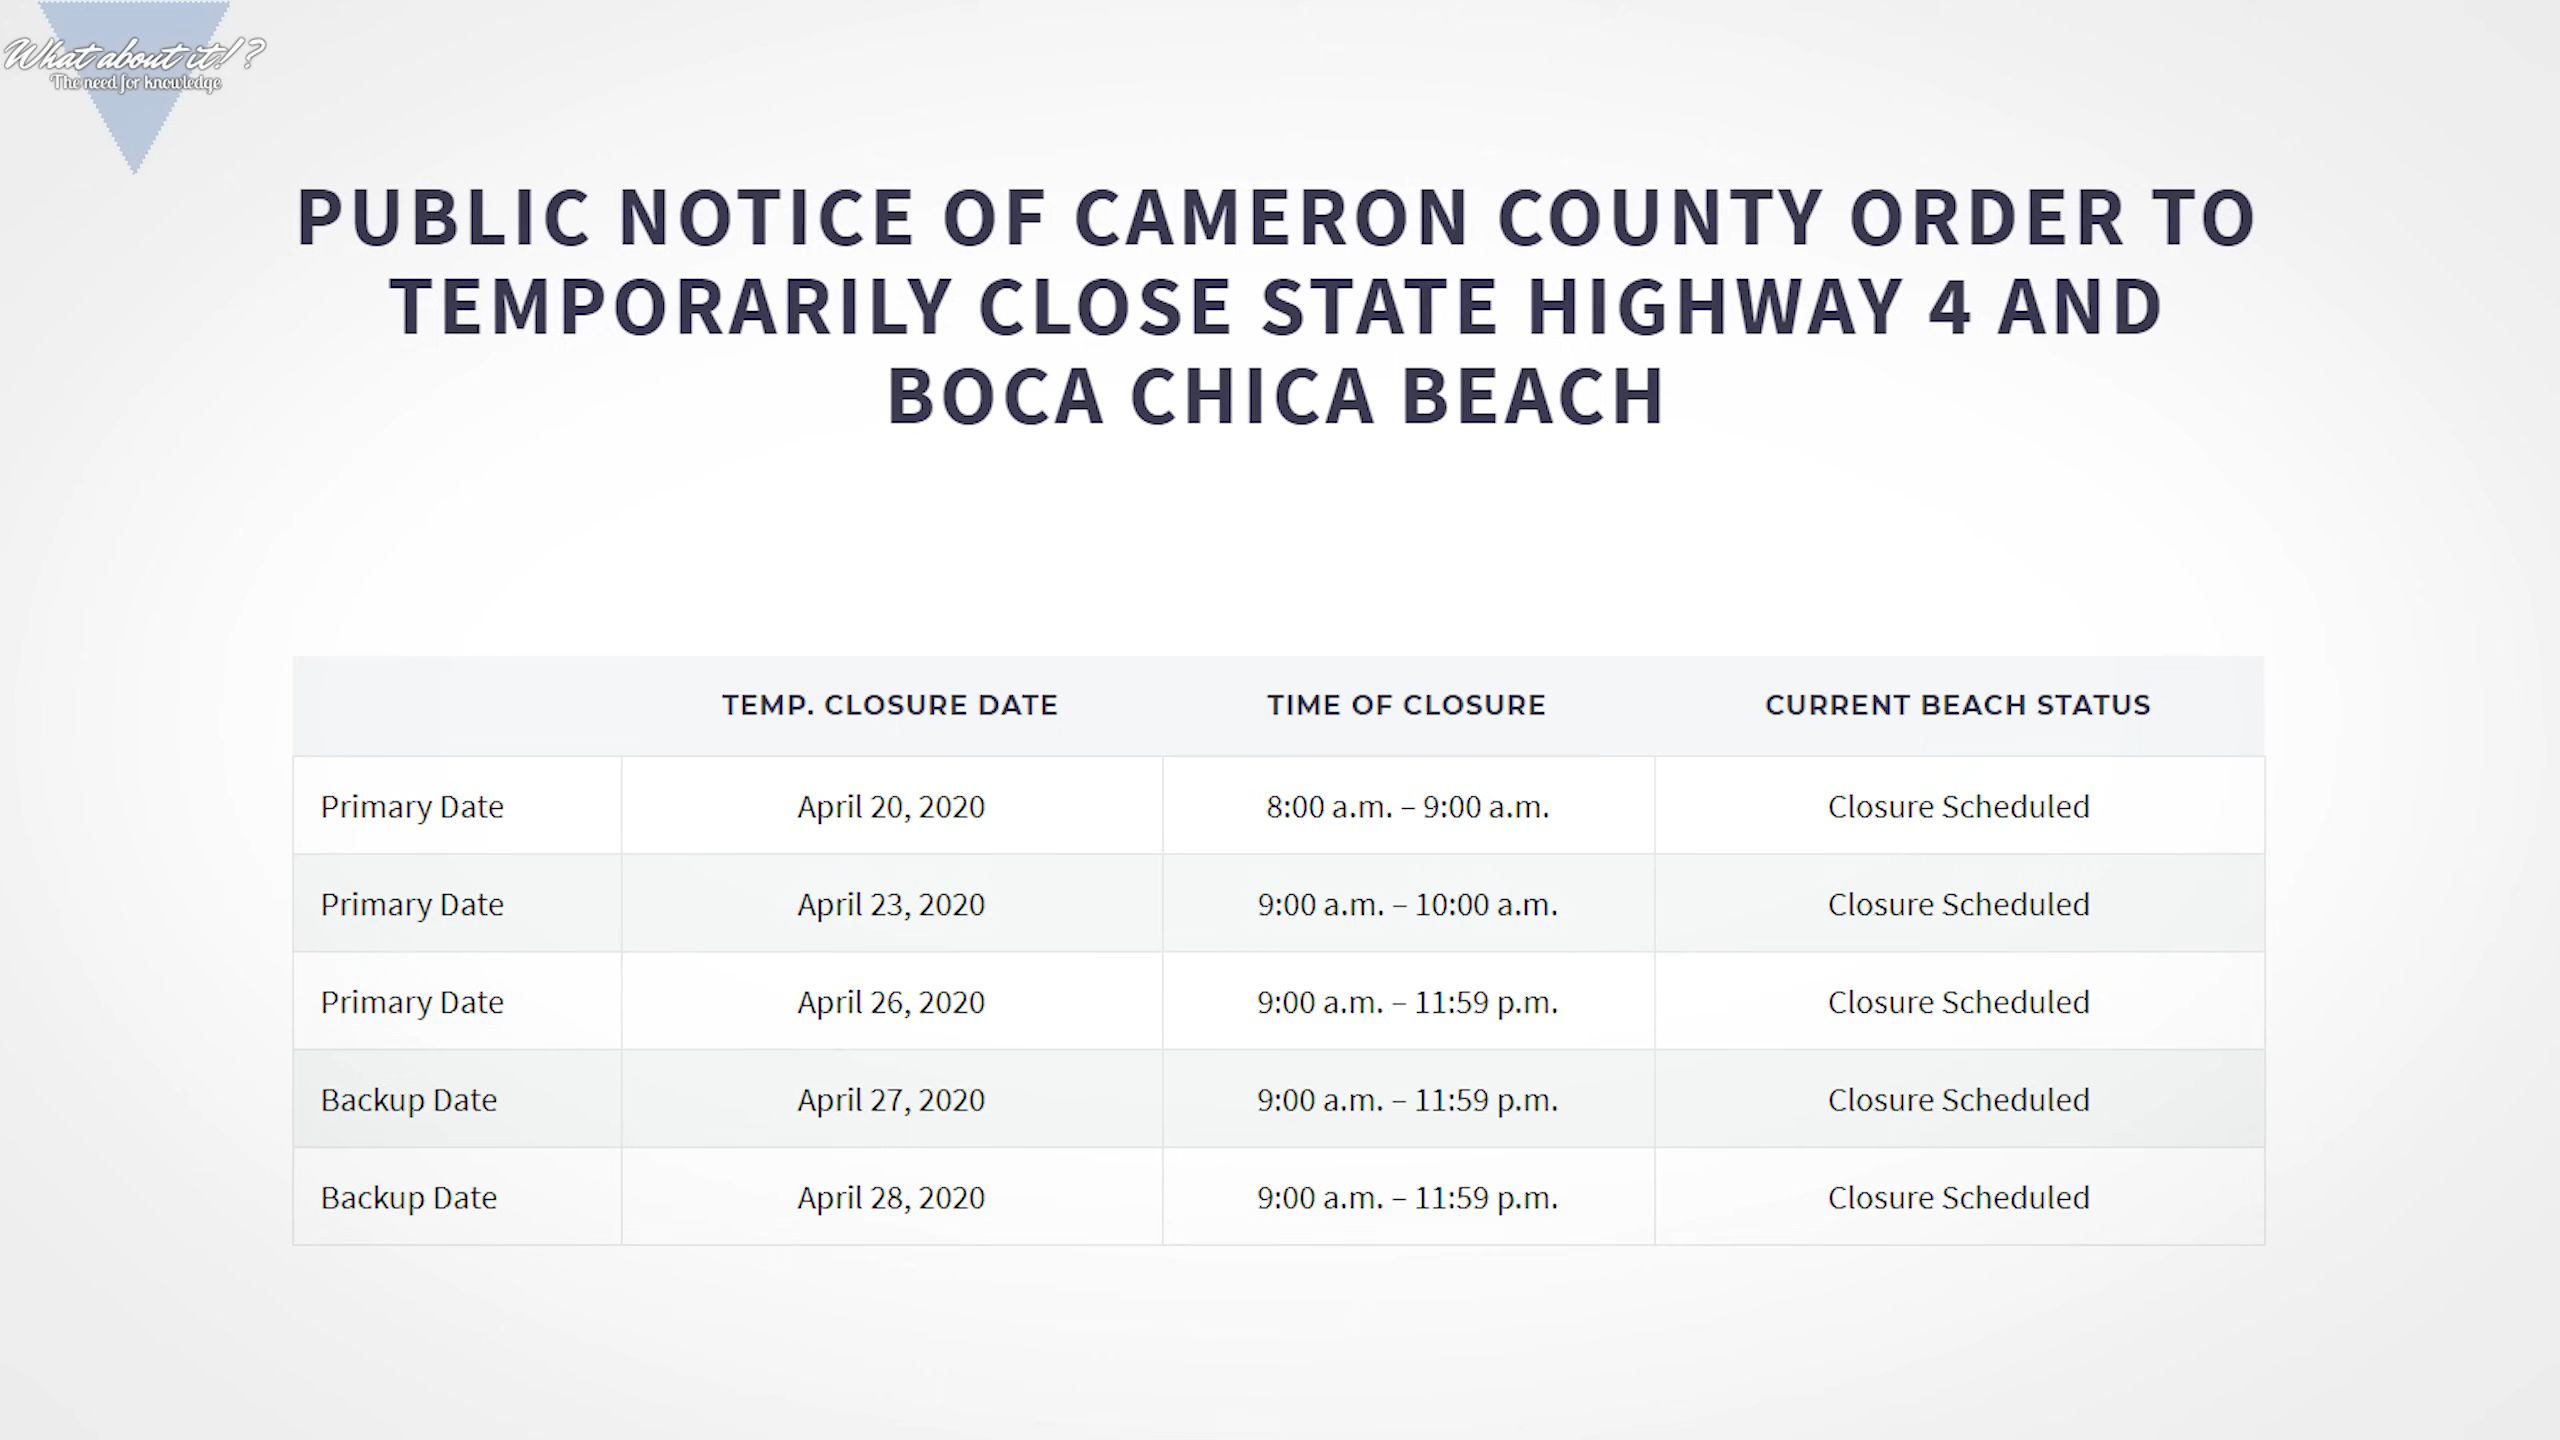 What about it!?
The need for knowledge
PUBLIC NOTICE OF CAMERON COUNTY ORDER TO
TEMPORARILY CLOSE STATE HIGHWAY 4 AND
BOCA CHICA BEACH
TEMP. CLOSURE DATE TIME OF CLOSURE CURRENT BEACH STATUS
Primary Date April 20, 2020 8:00 a.m. – 9:00 a.m. Closure Scheduled
Primary Date April 23, 2020 9:00 a.m. – 10:00 a.m. Closure Scheduled
Primary Date April 26, 2020 9:00 a.m. – 11:59 p.m. Closure Scheduled
Backup Date April 27, 2020 9:00 a.m. – 11:59 p.m. Closure Scheduled
Backup Date April 28, 2020 9:00 a.m. – 11:59 p.m. Closure Scheduled